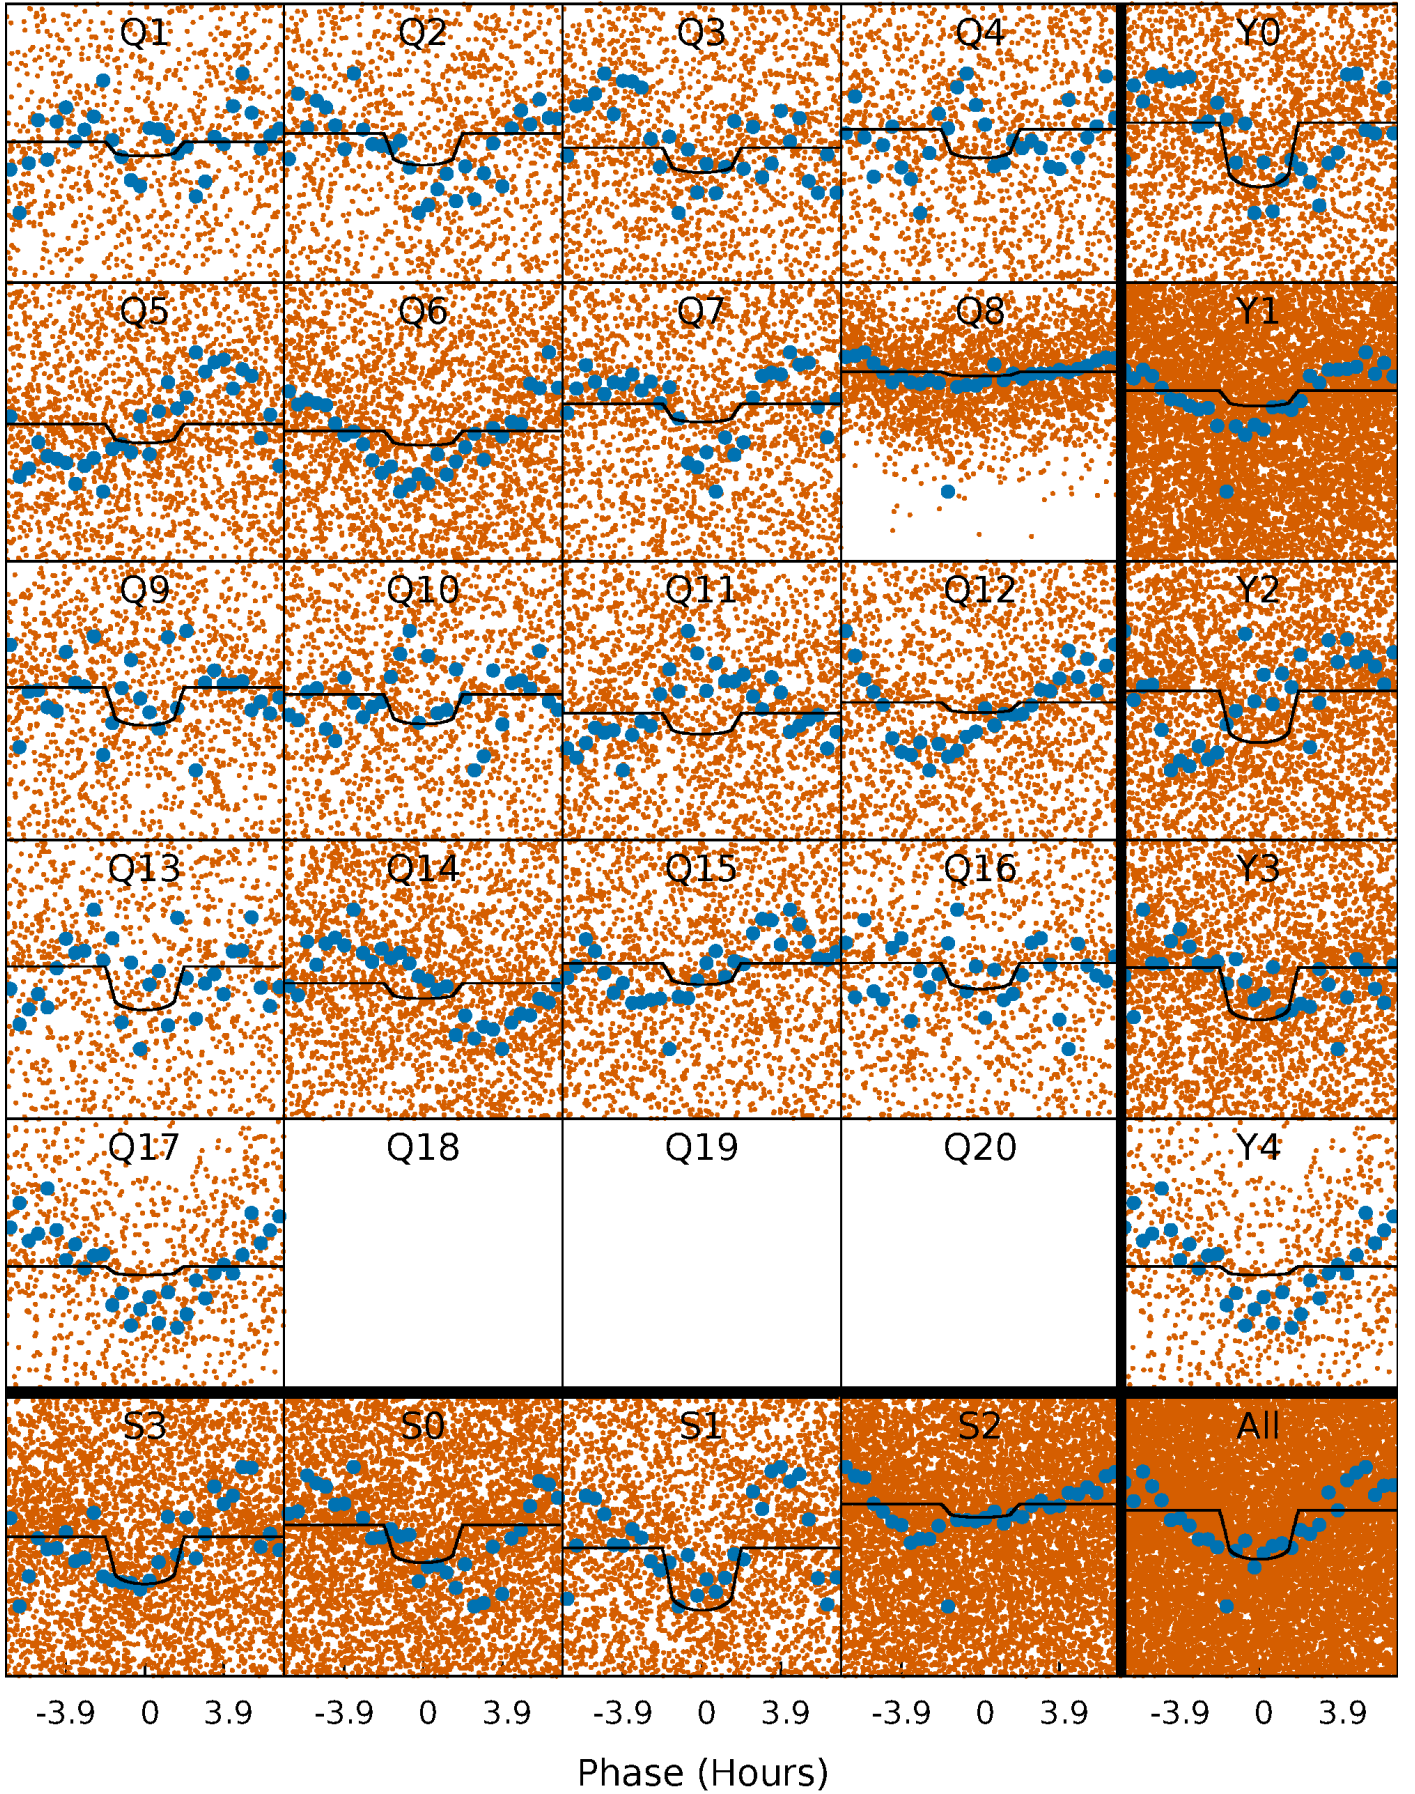 Q1 Q2 Q3 Q4 Y0
Q5 Q6 Q7 Q8 Y1
Q9 Q10 Q11 Q12 Y2
Q13 Q14 Q15 Q16 Y3
Q17 Q18 Q19 Q20 Y4
S3 S0 S1 S2 All
-3.9 0 3.9 -3.9 0 3.9 -3.9 0 3.9 -3.9 0 3.9 -3.9 0 3.9
Phase (Hours)